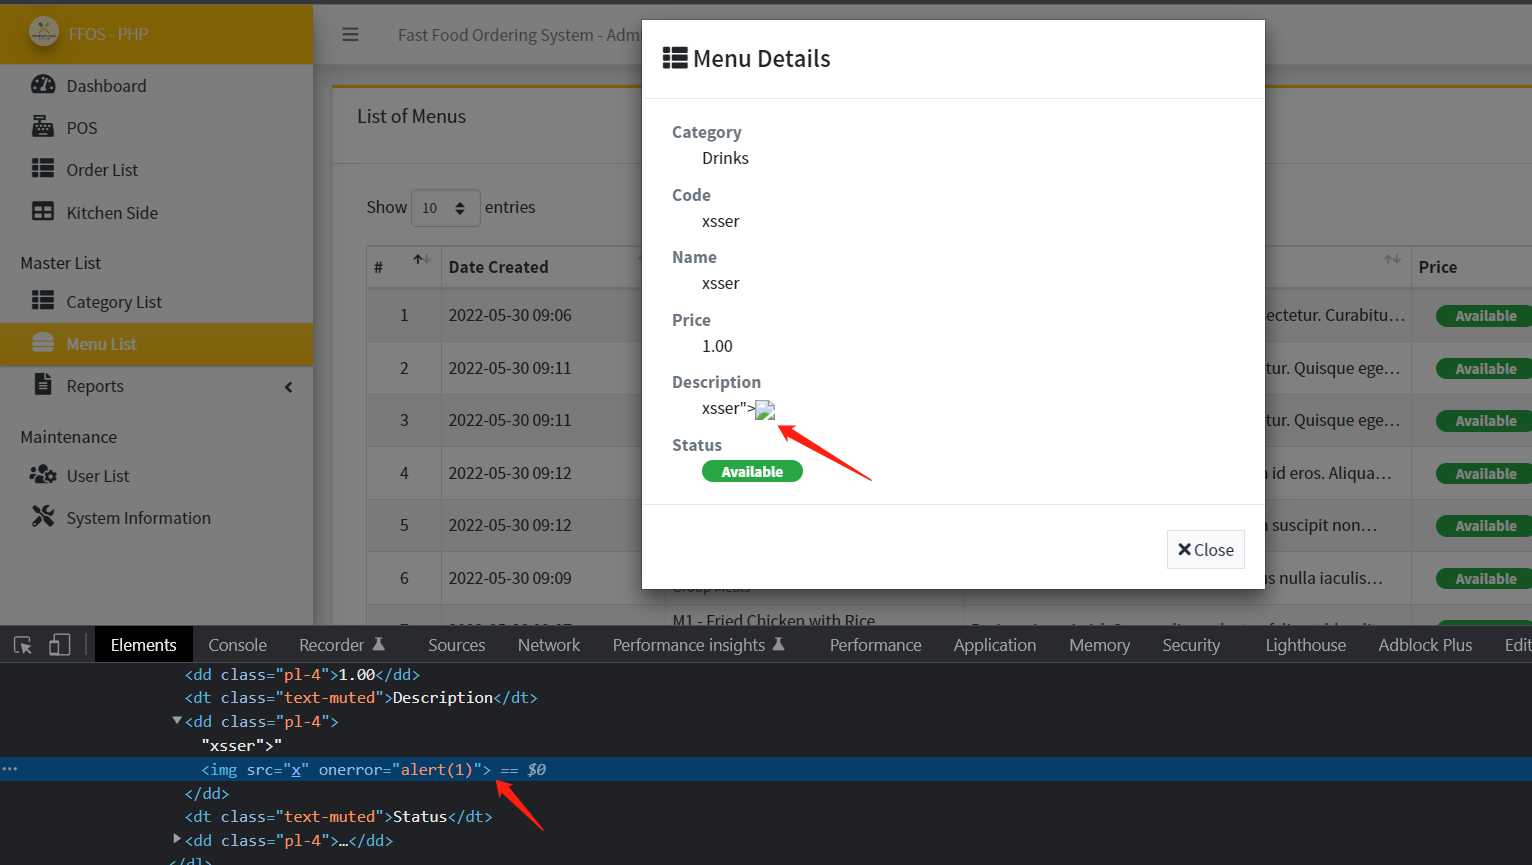 FFOS - PHP
Fast Food Ordering System - Adm
Dashboard
POS
Order List
Kitchen Side
Master List
Category List
Menu List
Reports
Maintenance
User List
System Information
List of Menus
Show 10 entries
# Date Created Price
1 2022-05-30 09:06 ectetur. Curabitu... Available
2 2022-05-30 09:11 tur. Quisque ege... Available
3 2022-05-30 09:11 tur. Quisque ege... Available
4 2022-05-30 09:12 id eros. Aliqua... Available
5 2022-05-30 09:12 suscipit non... Available
6 2022-05-30 09:09 s nulla iaculis... Available
M1 - Fried Chicken with Rice
Menu Details
Category
Drinks
Code
xsser
Name
xsser
Price
1.00
Description
xsser">
Status
Available
Close
Elements Console Recorder Sources Network Performance insights Performance Application Memory Security Lighthouse Adblock Plus Edit
<dd class="pl-4">1.00</dd>
<dt class="text-muted">Description</dt>
<dd class="pl-4">
"xsser">"
... <img src="x" onerror="alert(1)"> == $0
</dd>
<dt class="text-muted">Status</dt>
<dd class="pl-4">…</dd>
</dl>